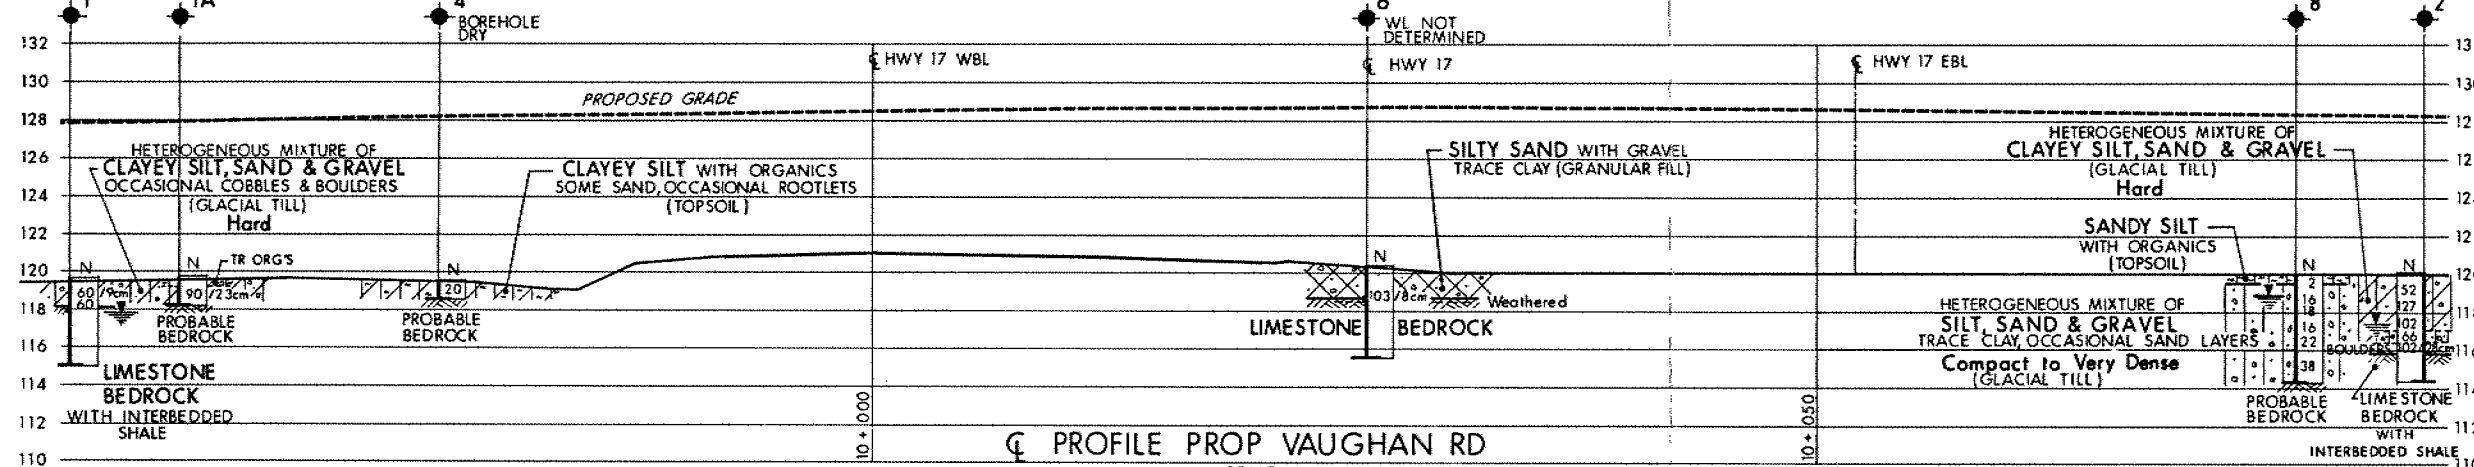 1
1A
4
6
8
2
BOREHOLE
DRY
WL NOT
DETERMINED
132
130
128
126
124
122
120
118
116
114
112
110
℄ HWY 17 WBL
℄ HWY 17
℄ HWY 17 EBL
PROPOSED GRADE
HETEROGENEOUS MIXTURE OF
CLAYEY SILT, SAND & GRAVEL
OCCASIONAL COBBLES & BOULDERS
(GLACIAL TILL)
Hard
CLAYEY SILT WITH ORGANICS
SOME SAND, OCCASIONAL ROOTLETS
(TOPSOIL)
SILTY SAND WITH GRAVEL
TRACE CLAY (GRANULAR FILL)
HETEROGENEOUS MIXTURE OF
CLAYEY SILT, SAND & GRAVEL
(GLACIAL TILL)
Hard
SANDY SILT
WITH ORGANICS
(TOPSOIL)
N
60/9cm
60
N
90/23cm
TR ORG'S
N
20
N
103/8cm
Weathered
N
2
16
18
16
22
38
N
52
127
102
66
BOULDERS
PROBABLE
BEDROCK
PROBABLE
BEDROCK
LIMESTONE BEDROCK
LIMESTONE
BEDROCK
WITH INTERBEDDED
SHALE
HETEROGENEOUS MIXTURE OF
SILT, SAND & GRAVEL
TRACE CLAY, OCCASIONAL SAND LAYERS
Compact to Very Dense
(GLACIAL TILL)
PROBABLE
BEDROCK
LIMESTONE
BEDROCK
WITH
INTERBEDDED SHALE
10+000
10+050
℄ PROFILE PROP VAUGHAN RD